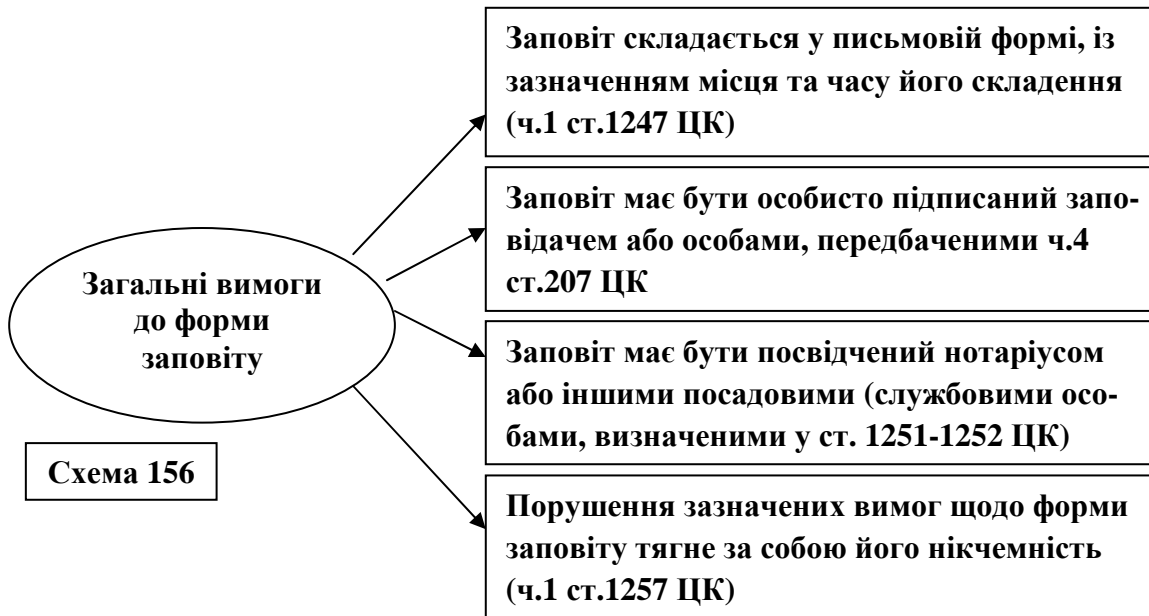 Заповіт складається у письмовій формі, із
зазначенням місця та часу його складення
(ч.1 ст.1247 ЦК)
Заповіт має бути особисто підписаний запо-
відачем або особами, передбаченими ч.4
ст.207 ЦК
Загальні вимоги
до форми
заповіту
Заповіт має бути посвідчений нотаріусом
або іншими посадовими (службовими осо-
бами, визначеними у ст. 1251-1252 ЦК)
Схема 156
Порушення зазначених вимог щодо форми
заповіту тягне за собою його нікчемність
(ч.1 ст.1257 ЦК)